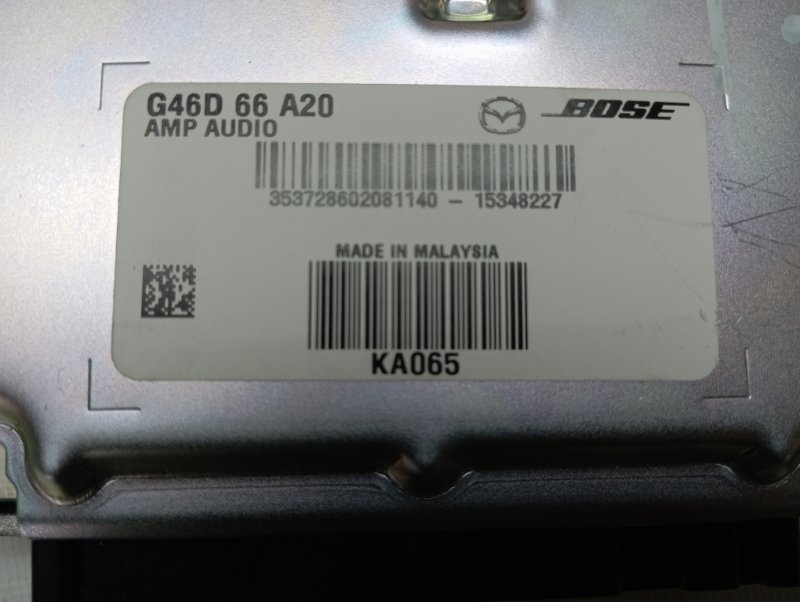 G46D 66 A20
AMP AUDIO
BOSE
353728602081140 - 15348227
MADE IN MALAYSIA
KA065